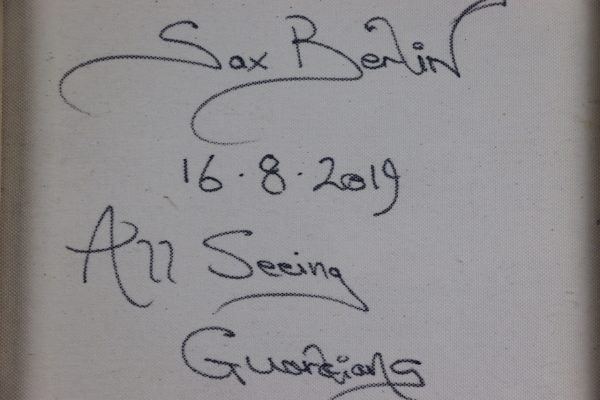 Sax Berlin
16.8.2019
All Seeing
Guardians